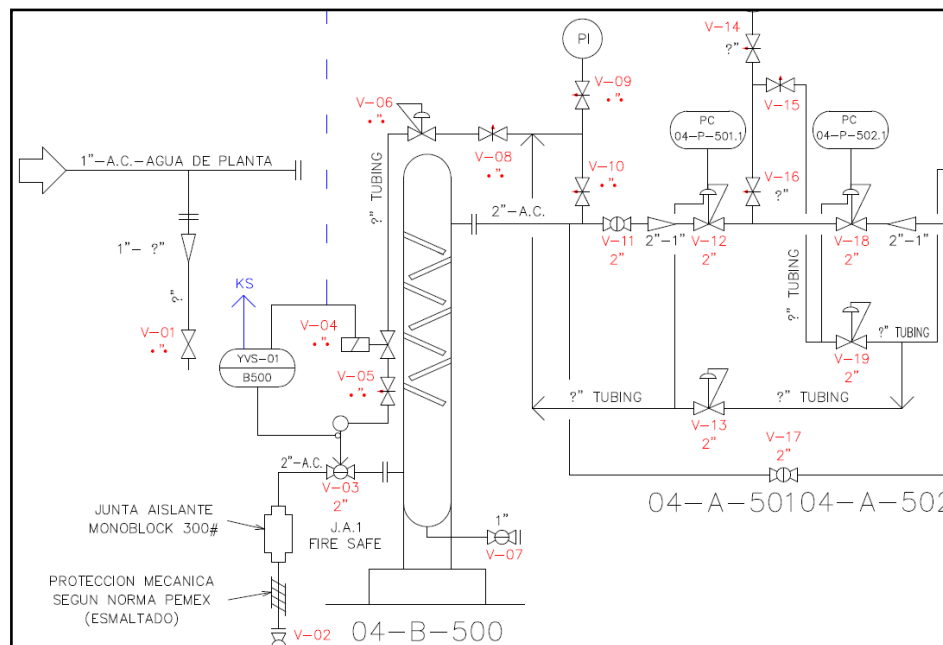 V-14
?"
PI
V-09
V-06
V-15
PC
04-P-501.1
PC
04-P-502.1
V-08
V-10
V-16
?"
1"-A.C.-AGUA DE PLANTA
?" TUBING
2"-A.C.
V-11
2"
2"-1"
V-12
2"
V-18
2"
2"-1"
1"- ?"
?"
KS
V-04
V-01
YVS-01
B500
V-05
?" TUBING
?" TUBING
V-19
2"
?" TUBING
V-13
2"
?" TUBING
2"-A.C.
V-03
2"
V-17
2"
04-A-501
04-A-502
JUNTA AISLANTE
MONOBLOCK 300#
J.A.1
FIRE SAFE
1"
V-07
PROTECCION MECANICA
SEGUN NORMA PEMEX
(ESMALTADO)
V-02
04-B-500